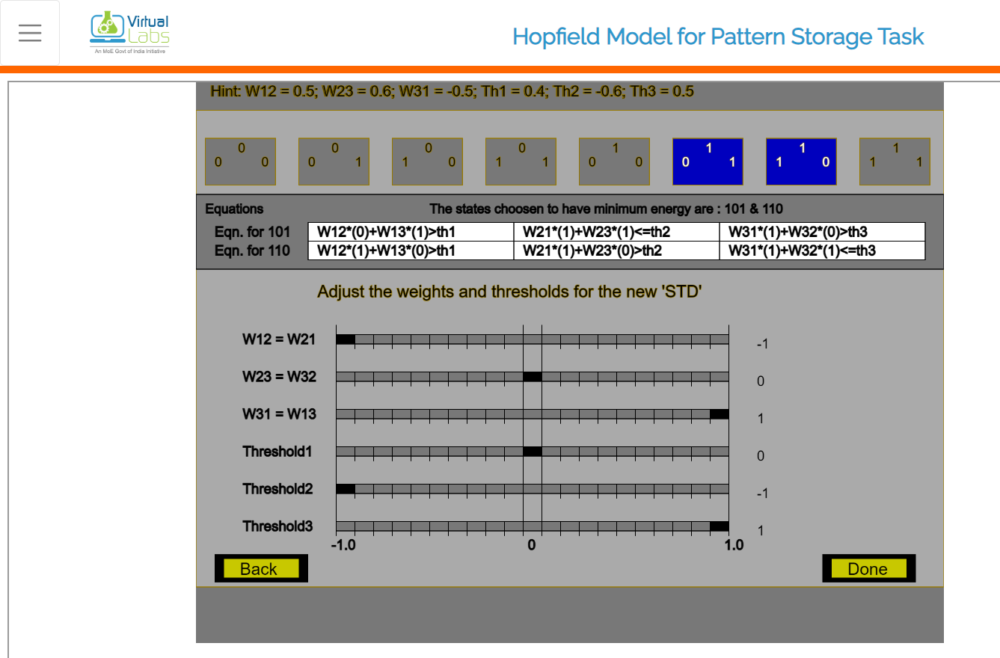 Virtual
Labs
An MoE Govt of India Initiative
Hopfield Model for Pattern Storage Task
Hint: W12 = 0.5; W23 = 0.6; W31 = -0.5; Th1 = 0.4; Th2 = -0.6; Th3 = 0.5
0 0 0 0 1 1 1 1
0 0 0 1 1 0 1 1 0 0 0 1 1 0 1 1
Equations The states choosen to have minimum energy are : 101 & 110
Eqn. for 101 W12*(0)+W13*(1)>th1 W21*(1)+W23*(1)<=th2 W31*(1)+W32*(0)>th3
Eqn. for 110 W12*(1)+W13*(0)>th1 W21*(1)+W23*(0)>th2 W31*(1)+W32*(1)<=th3
Adjust the weights and thresholds for the new 'STD'
W12 = W21 -1
W23 = W32 0
W31 = W13 1
Threshold1 0
Threshold2 -1
Threshold3 1
-1.0 0 1.0
Back Done